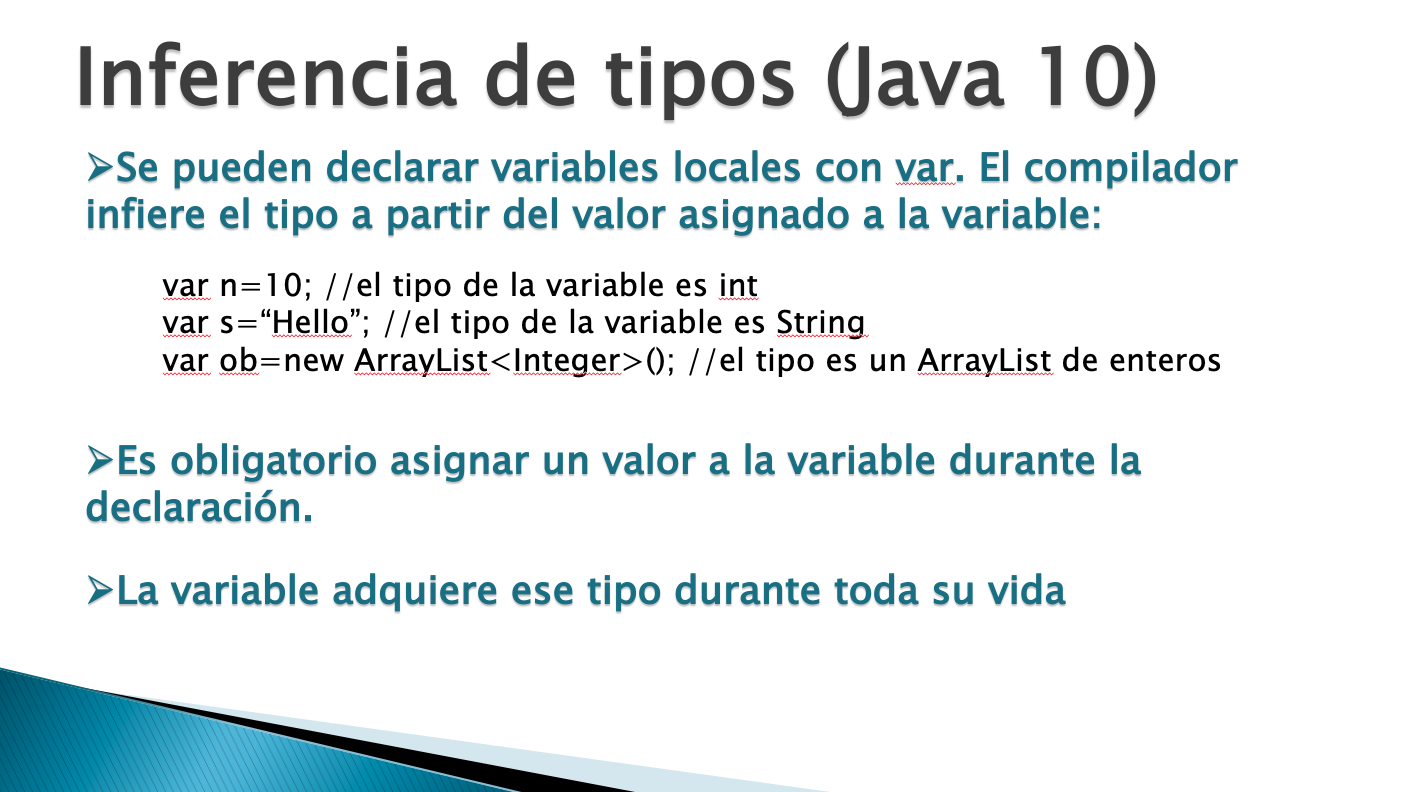 Inferencia de tipos (Java 10)
➢Se pueden declarar variables locales con var. El compilador
infiere el tipo a partir del valor asignado a la variable:
var n=10; //el tipo de la variable es int
var s=“Hello”; //el tipo de la variable es String
var ob=new ArrayList<Integer>(); //el tipo es un ArrayList de enteros
➢Es obligatorio asignar un valor a la variable durante la
declaración.
➢La variable adquiere ese tipo durante toda su vida